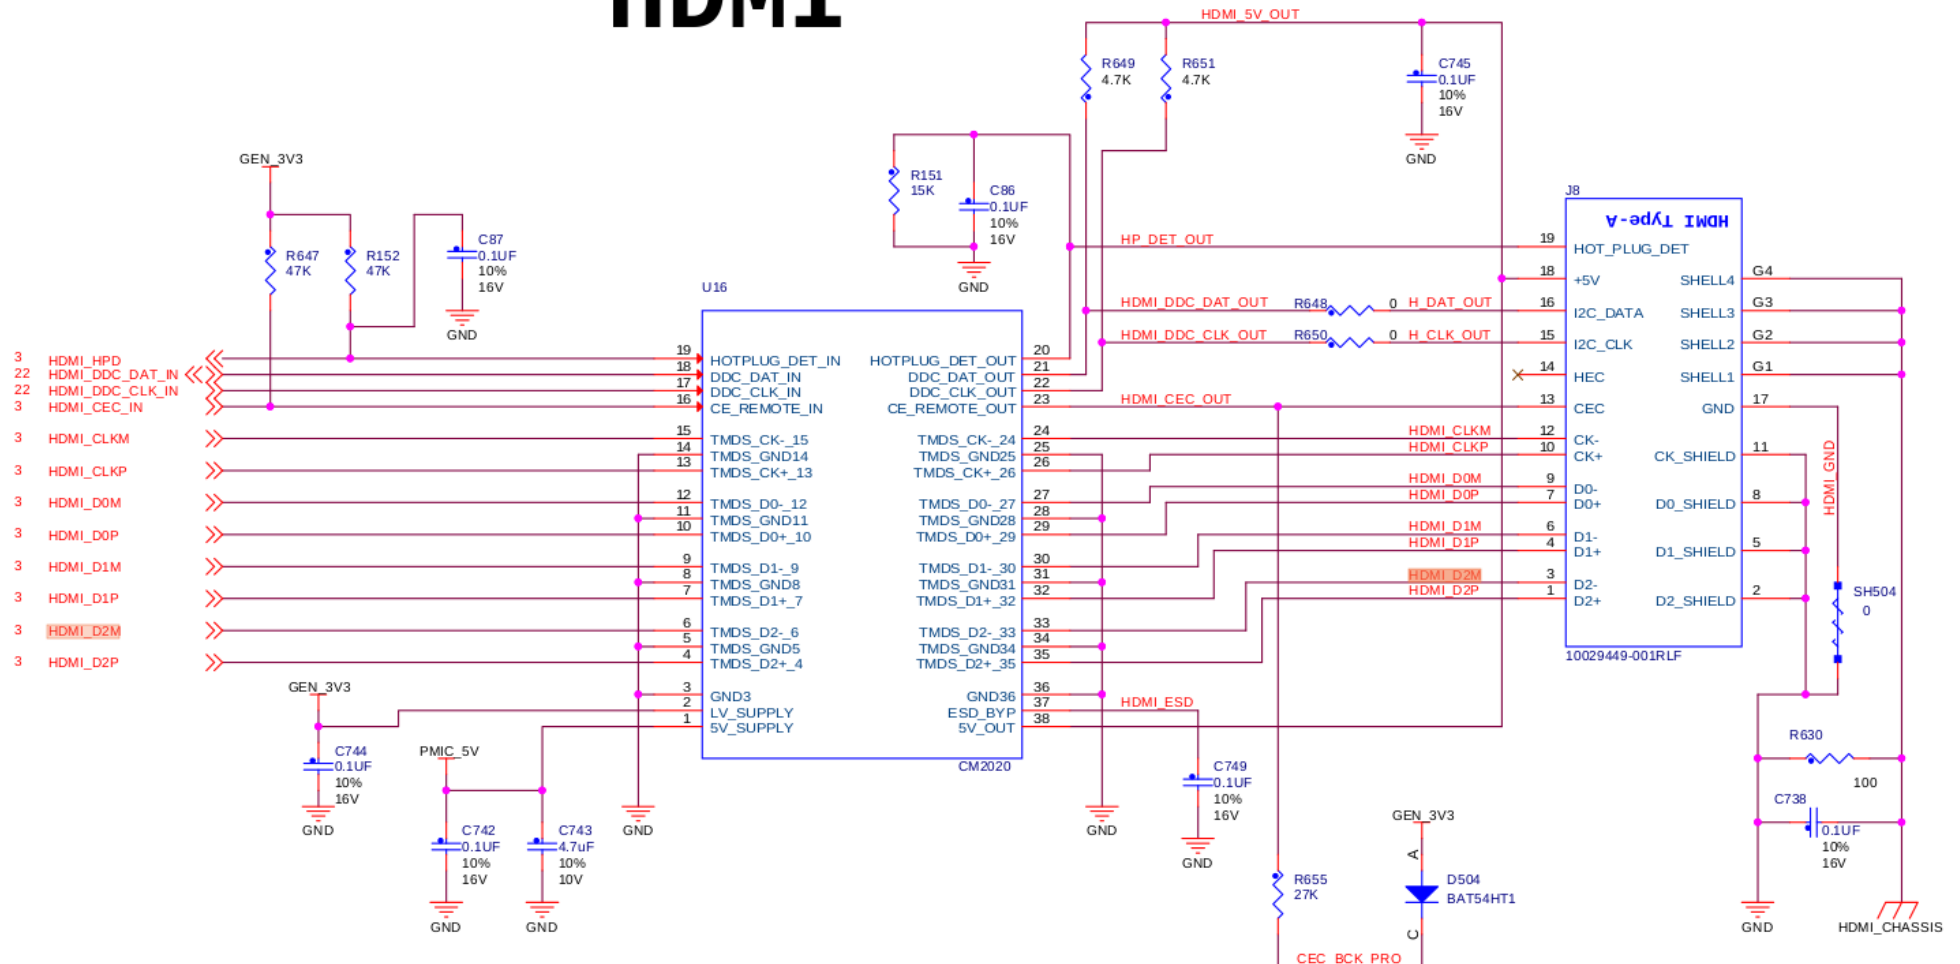 HDMI
HDMI_5V_OUT
R649
4.7K
R651
4.7K
C745
0.1UF
10%
16V
GND
GEN_3V3
R647
47K
R152
47K
C87
0.1UF
10%
16V
GND
R151
15K
C86
0.1UF
10%
16V
GND
3 HDMI_HPD
22 HDMI_DDC_DAT_IN
22 HDMI_DDC_CLK_IN
3 HDMI_CEC_IN
3 HDMI_CLKM
3 HDMI_CLKP
3 HDMI_D0M
3 HDMI_D0P
3 HDMI_D1M
3 HDMI_D1P
3 HDMI_D2M
3 HDMI_D2P
U16
19 HOTPLUG_DET_IN HOTPLUG_DET_OUT 20
18 DDC_DAT_IN DDC_DAT_OUT 21
17 DDC_CLK_IN DDC_CLK_OUT 22
16 CE_REMOTE_IN CE_REMOTE_OUT 23
15 TMDS_CK-_15 TMDS_CK-_24 24
14 TMDS_GND14 TMDS_GND25 25
13 TMDS_CK+_13 TMDS_CK+_26 26
12 TMDS_D0-_12 TMDS_D0-_27 27
11 TMDS_GND11 TMDS_GND28 28
10 TMDS_D0+_10 TMDS_D0+_29 29
9 TMDS_D1-_9 TMDS_D1-_30 30
8 TMDS_GND8 TMDS_GND31 31
7 TMDS_D1+_7 TMDS_D1+_32 32
6 TMDS_D2-_6 TMDS_D2-_33 33
5 TMDS_GND5 TMDS_GND34 34
4 TMDS_D2+_4 TMDS_D2+_35 35
3 GND3 GND36 36
2 LV_SUPPLY ESD_BYP 37
1 5V_SUPPLY 5V_OUT 38
CM2020
HP_DET_OUT
HDMI_DDC_DAT_OUT R648 0 H_DAT_OUT
HDMI_DDC_CLK_OUT R650 0 H_CLK_OUT
HDMI_CEC_OUT
HDMI_CLKM
HDMI_CLKP
HDMI_D0M
HDMI_D0P
HDMI_D1M
HDMI_D1P
HDMI_D2M
HDMI_D2P
HDMI_ESD
J8
HDMI Type-A
19 HOT_PLUG_DET
18 +5V SHELL4 G4
16 I2C_DATA SHELL3 G3
15 I2C_CLK SHELL2 G2
14 HEC SHELL1 G1
13 CEC GND 17
12 CK-
10 CK+ CK_SHIELD 11
9 D0-
7 D0+ D0_SHIELD 8
6 D1-
4 D1+ D1_SHIELD 5
3 D2-
1 D2+ D2_SHIELD 2
10029449-001RLF
HDMI_GND
SH504
0
GEN_3V3
C744
0.1UF
10%
16V
GND
PMIC_5V
C742
0.1UF
10%
16V
GND
C743
4.7uF
10%
10V
GND
GND
GND
C749
0.1UF
10%
16V
GND
R655
27K
GEN_3V3
A
D504
BAT54HT1
C
CEC_BCK_PRO
R630
100
C738
0.1UF
10%
16V
GND
HDMI_CHASSIS